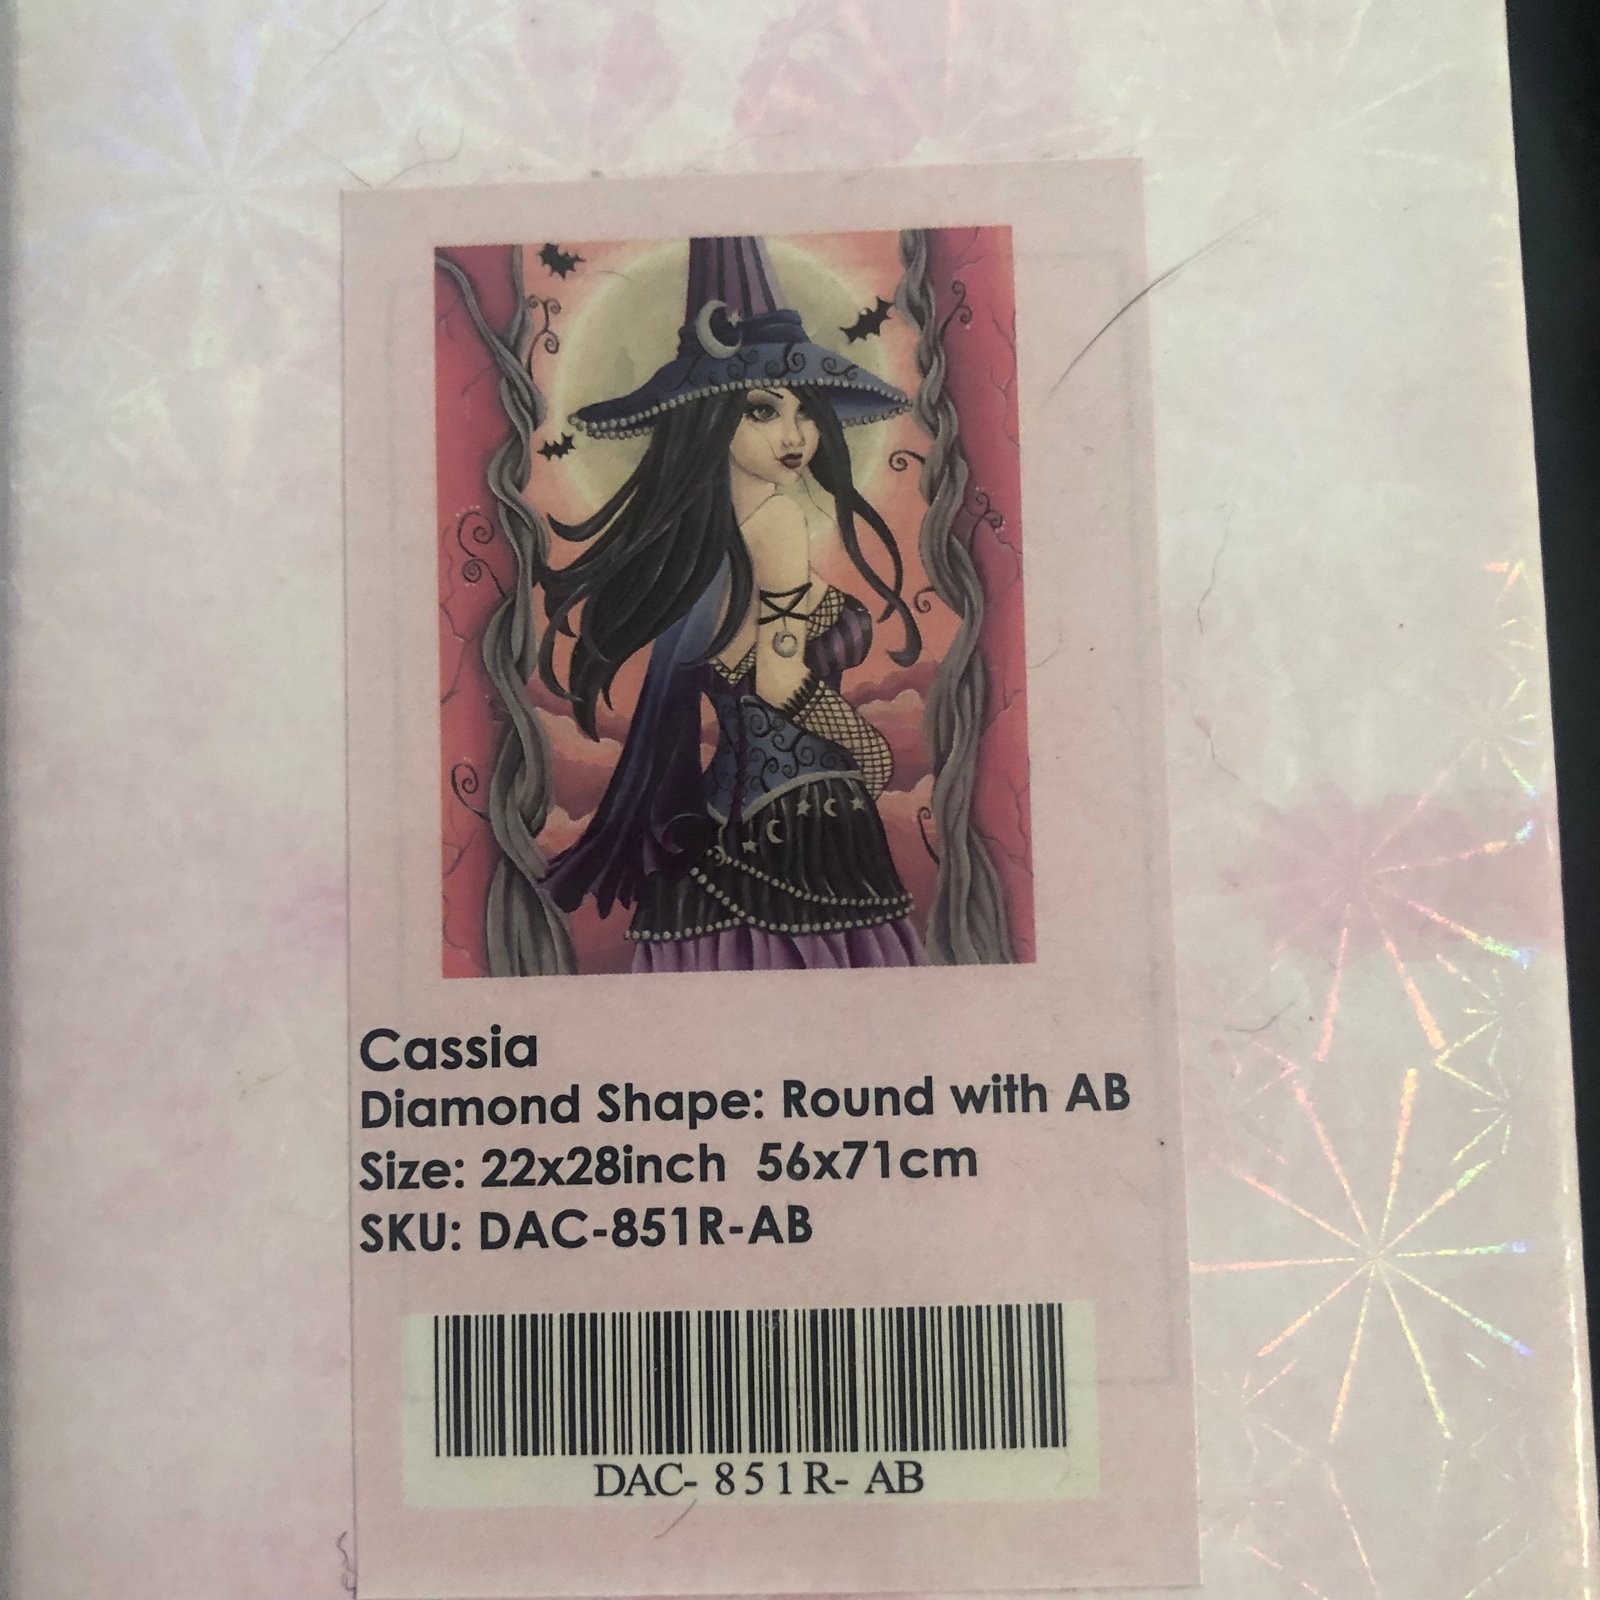 Cassia
Diamond Shape: Round with AB
Size: 22x28inch 56x71cm
SKU: DAC-851R-AB
DAC- 851R- AB